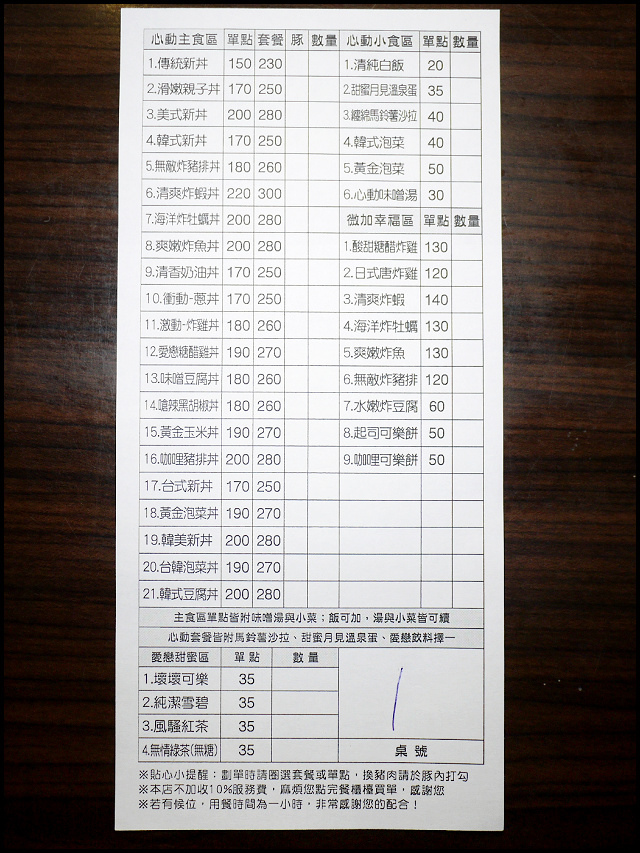 心動主食區 單點 套餐 豚 數量 心動小食區 單點 數量
1.傳統新丼 150 230 1.清純白飯 20
2.滑嫩親子丼 170 250 2.甜蜜月見溫泉蛋 35
3.美式新丼 200 280 3.纏綿馬鈴薯沙拉 40
4.韓式新丼 170 250 4.韓式泡菜 40
5.無敵炸豬排丼 180 260 5.黃金泡菜 50
6.清爽炸蝦丼 220 300 6.心動味噌湯 30
7.海洋炸牡蠣丼 200 280 微加幸福區 單點 數量
8.爽嫩炸魚丼 200 280 1.酸甜糖醋炸雞 130
9.清香奶油丼 170 250 2.日式唐炸雞 120
10.衝動-蔥丼 170 250 3.清爽炸蝦 140
11.激動-炸雞丼 180 260 4.海洋炸牡蠣 130
12.愛戀糖醋雞丼 190 270 5.爽嫩炸魚 130
13.味噌豆腐丼 180 260 6.無敵炸豬排 120
14.嗆辣黑胡椒丼 180 260 7.水嫩炸豆腐 60
15.黃金玉米丼 190 270 8.起司可樂餅 50
16.咖哩豬排丼 200 280 9.咖哩可樂餅 50
17.台式新丼 170 250
18.黃金泡菜丼 190 270
19.韓美新丼 200 280
20.台韓泡菜丼 190 270
21.韓式豆腐丼 200 280
主食區單點皆附味噌湯與小菜；飯可加，湯與小菜皆可續
心動套餐皆附馬鈴薯沙拉、甜蜜月見溫泉蛋、愛戀飲料擇一
愛戀甜蜜區 單點 數量
1.壞壞可樂 35
2.純潔雪碧 35
3.風騷紅茶 35
4.無情綠茶(無糖) 35 桌號
1
※貼心小提醒：劃單時請圈選套餐或單點，換豬肉請於豚內打勾
※本店不加收10%服務費，麻煩您點完餐櫃檯買單，感謝您
※若有候位，用餐時間為一小時，非常感謝您的配合！